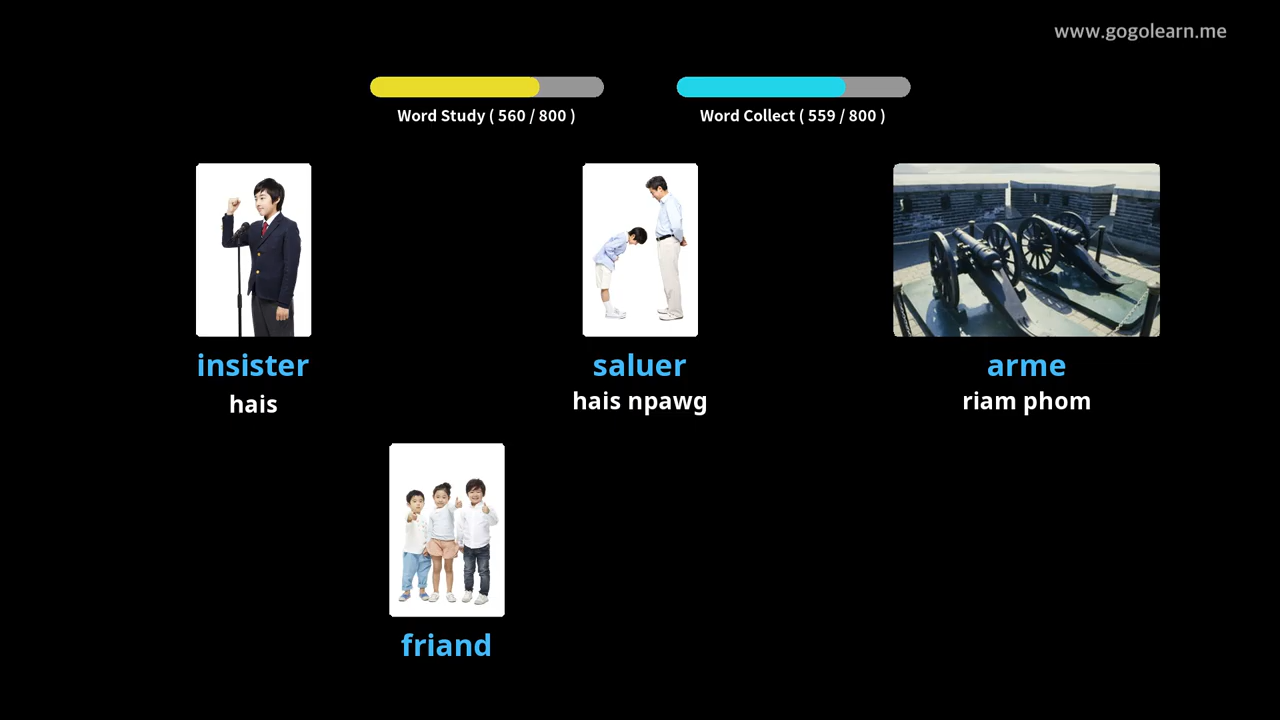 www.gogolearn.me
Word Study ( 560 / 800 )
Word Collect ( 559 / 800 )
insister
hais
saluer
hais npawg
arme
riam phom
friand